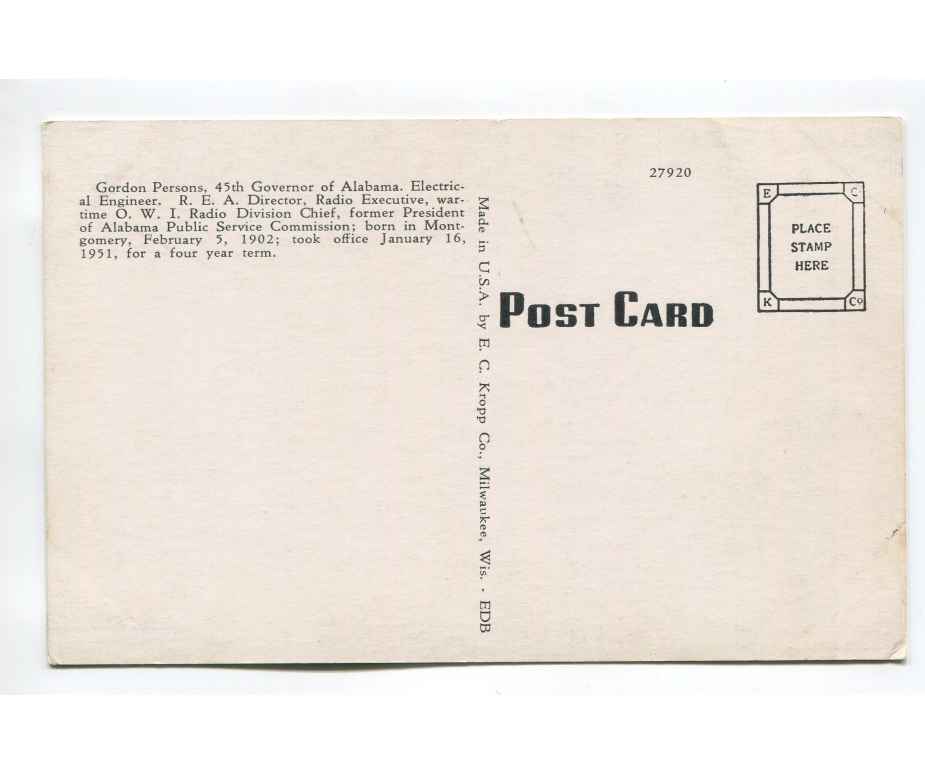 Gordon Persons, 45th Governor of Alabama. Electric-
al Engineer, R. E. A. Director, Radio Executive, war-
time O. W. I. Radio Division Chief, former President
of Alabama Public Service Commission; born in Mont-
gomery, February 5, 1902; took office January 16,
1951, for a four year term.
Made in U.S.A. by E. C. Kropp Co., Milwaukee, Wis. - EDB
27920
POST CARD
E C
PLACE
STAMP
HERE
K Co